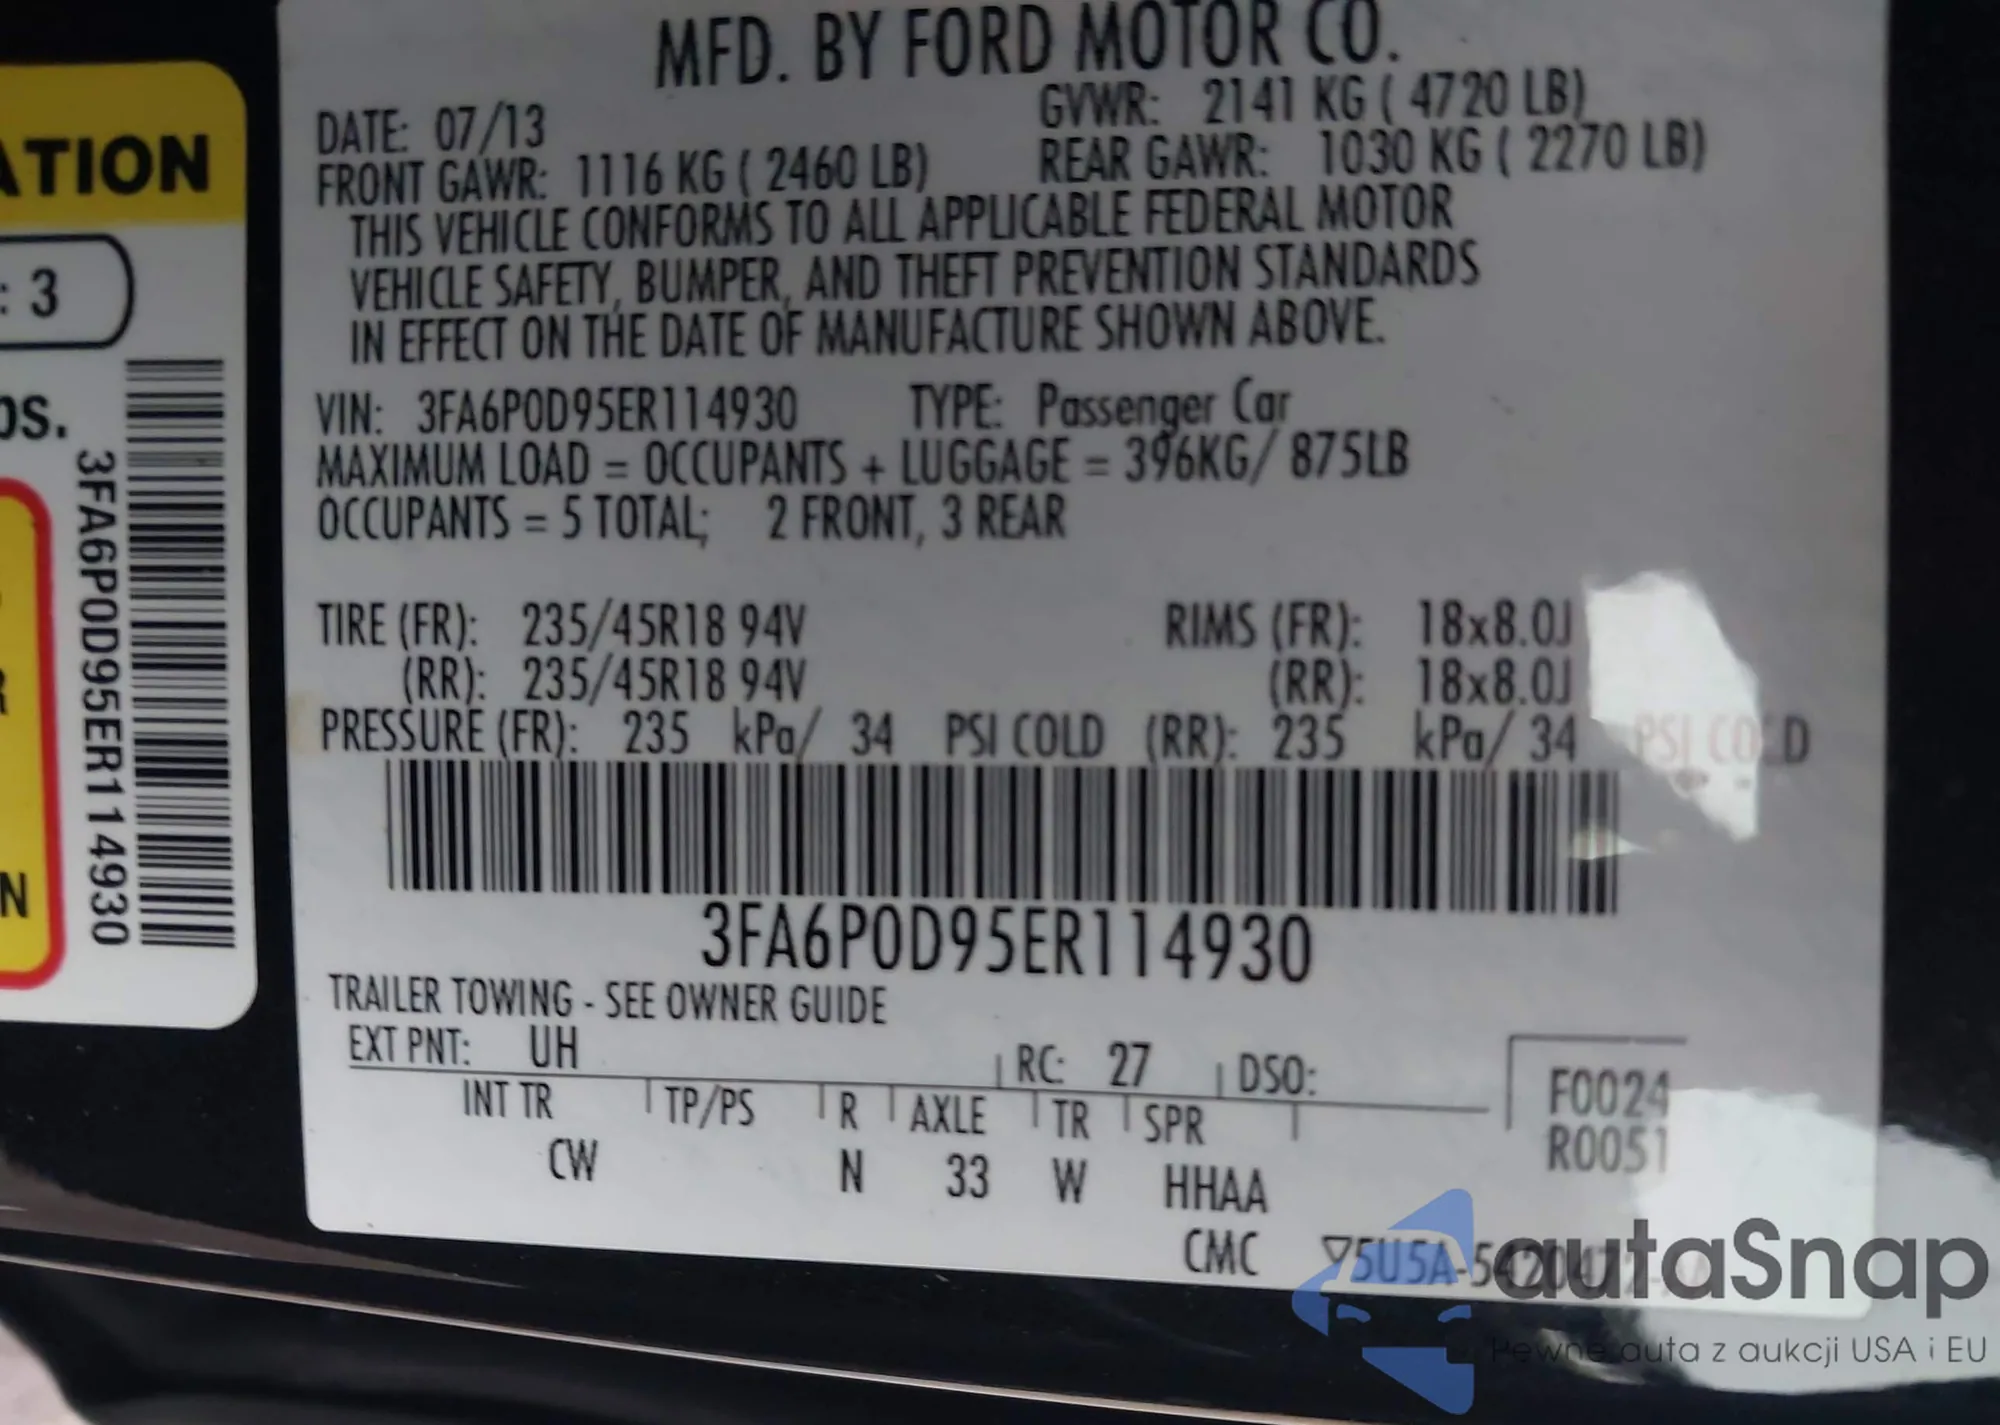 ATION
: 3
3FA6P0D95ER114930
N
MFD. BY FORD MOTOR CO.
DATE: 07/13
GVWR: 2141 KG ( 4720 LB)
FRONT GAWR: 1116 KG ( 2460 LB)
REAR GAWR: 1030 KG ( 2270 LB)
THIS VEHICLE CONFORMS TO ALL APPLICABLE FEDERAL MOTOR
VEHICLE SAFETY, BUMPER, AND THEFT PREVENTION STANDARDS
IN EFFECT ON THE DATE OF MANUFACTURE SHOWN ABOVE.
VIN: 3FA6P0D95ER114930 TYPE: Passenger Car
MAXIMUM LOAD = OCCUPANTS + LUGGAGE = 396KG/ 875LB
OCCUPANTS = 5 TOTAL; 2 FRONT, 3 REAR
TIRE (FR): 235/45R18 94V RIMS (FR): 18x8.0J
(RR): 235/45R18 94V (RR): 18x8.0J
PRESSURE (FR): 235 kPa/ 34 PSI COLD (RR): 235 kPa/ 34 PSI COLD
3FA6P0D95ER114930
TRAILER TOWING - SEE OWNER GUIDE
EXT PNT: UH RC: 27 DSO:
INT TR TP/PS R AXLE TR SPR
CW N 33 W HHAA
F0024
R0051
CMC ▽5U5A-5420472-
autaSnap
Pewne auta z aukcji USA i EU